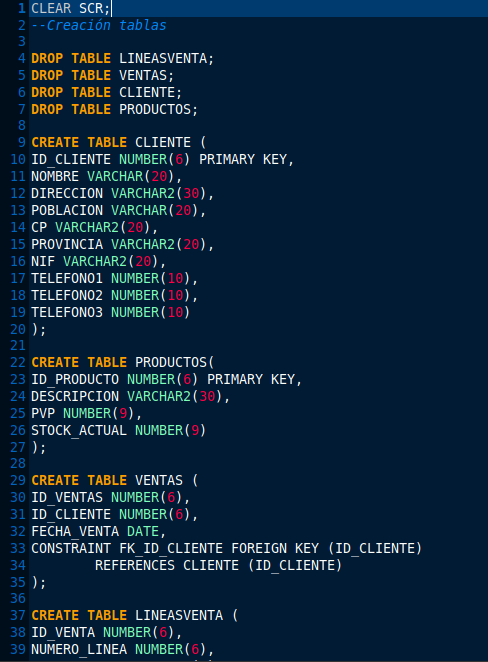 1 CLEAR SCR;
2 --Creación tablas
3
4 DROP TABLE LINEASVENTA;
5 DROP TABLE VENTAS;
6 DROP TABLE CLIENTE;
7 DROP TABLE PRODUCTOS;
8
9 CREATE TABLE CLIENTE (
10 ID_CLIENTE NUMBER(6) PRIMARY KEY,
11 NOMBRE VARCHAR(20),
12 DIRECCION VARCHAR2(30),
13 POBLACION VARCHAR(20),
14 CP VARCHAR2(20),
15 PROVINCIA VARCHAR2(20),
16 NIF VARCHAR2(20),
17 TELEFONO1 NUMBER(10),
18 TELEFONO2 NUMBER(10),
19 TELEFONO3 NUMBER(10)
20 );
21
22 CREATE TABLE PRODUCTOS(
23 ID_PRODUCTO NUMBER(6) PRIMARY KEY,
24 DESCRIPCION VARCHAR2(30),
25 PVP NUMBER(9),
26 STOCK_ACTUAL NUMBER(9)
27 );
28
29 CREATE TABLE VENTAS (
30 ID_VENTAS NUMBER(6),
31 ID_CLIENTE NUMBER(6),
32 FECHA_VENTA DATE,
33 CONSTRAINT FK_ID_CLIENTE FOREIGN KEY (ID_CLIENTE)
34         REFERENCES CLIENTE (ID_CLIENTE)
35 );
36
37 CREATE TABLE LINEASVENTA (
38 ID_VENTA NUMBER(6),
39 NUMERO_LINEA NUMBER(6),